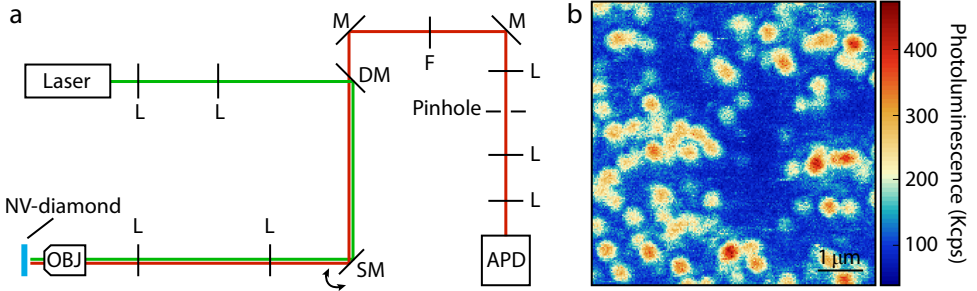 a
M
M
b
Laser
DM
F
L
L
L
Pinhole
L
NV-diamond
L
L
L
OBJ
SM
APD
1 µm
400
300
200
100
Photoluminescence (Kcps)